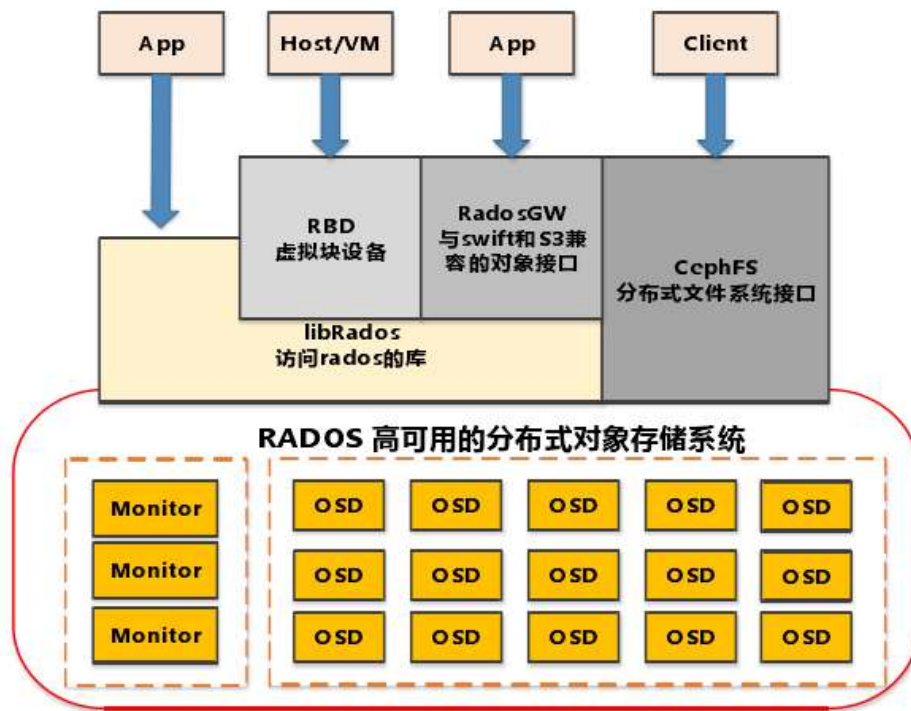 App
Host/VM
App
Client
RBD
虚拟块设备
RadosGW
与swift和S3兼
容的对象接口
CephFS
分布式文件系统接口
libRados
访问rados的库
RADOS 高可用的分布式对象存储系统
Monitor
OSD
OSD
OSD
OSD
OSD
Monitor
OSD
OSD
OSD
OSD
OSD
Monitor
OSD
OSD
OSD
OSD
OSD